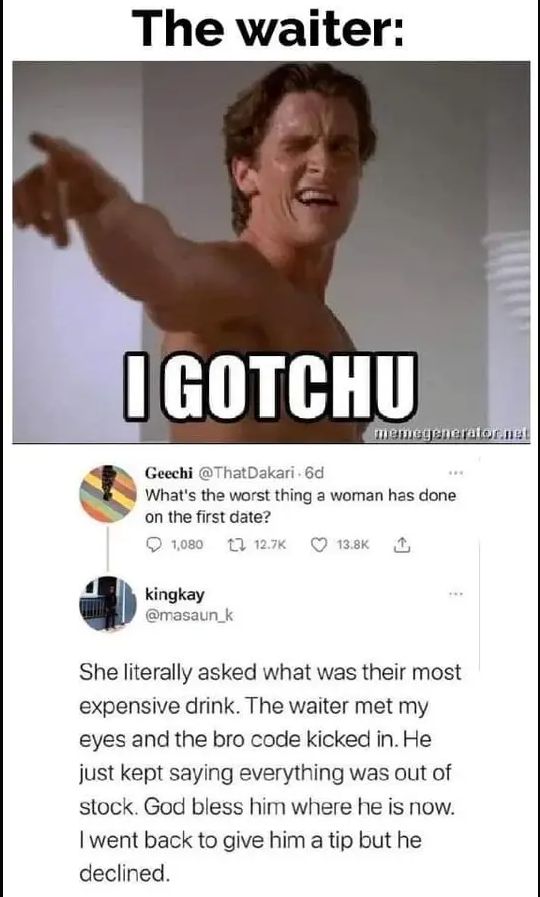 The waiter:
I GOTCHU
memegenerator.net
Geechi @ThatDakari · 6d
What's the worst thing a woman has done
on the first date?
1,080 12.7K 13.8K
kingkay
@masaun_k
She literally asked what was their most
expensive drink. The waiter met my
eyes and the bro code kicked in. He
just kept saying everything was out of
stock. God bless him where he is now.
I went back to give him a tip but he
declined.